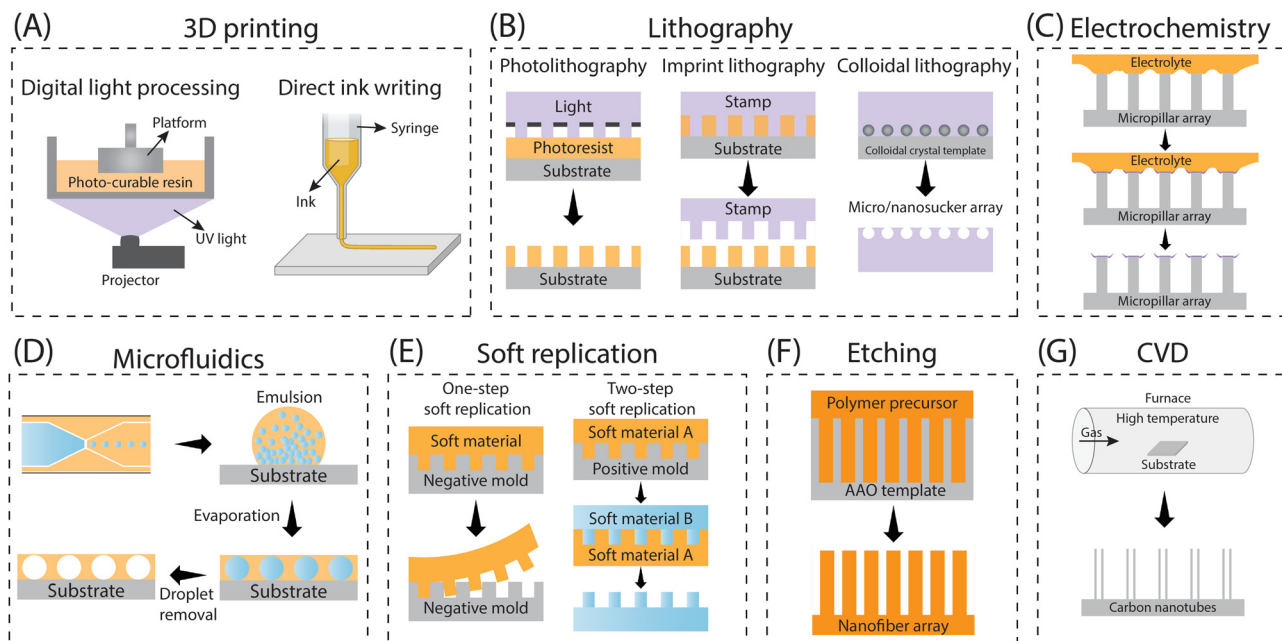 (A)
3D printing
Digital light processing
Platform
Photo-curable resin
UV light
Projector
Direct ink writing
Syringe
Ink
(B)
Lithography
Photolithography
Light
Photoresist
Substrate
Substrate
Imprint lithography
Stamp
Substrate
Stamp
Substrate
Colloidal lithography
Colloidal crystal template
Micro/nanosucker array
(C)
Electrochemistry
Electrolyte
Micropillar array
Electrolyte
Micropillar array
Micropillar array
(D)
Microfluidics
Emulsion
Substrate
Evaporation
Substrate
Droplet
removal
Substrate
(E)
Soft replication
One-step
soft replication
Soft material
Negative mold
Negative mold
Two-step
soft replication
Soft material A
Positive mold
Soft material B
Soft material A
(F)
Etching
Polymer precursor
AAO template
Nanofiber array
(G)
CVD
Furnace
High temperature
Gas
Substrate
Carbon nanotubes